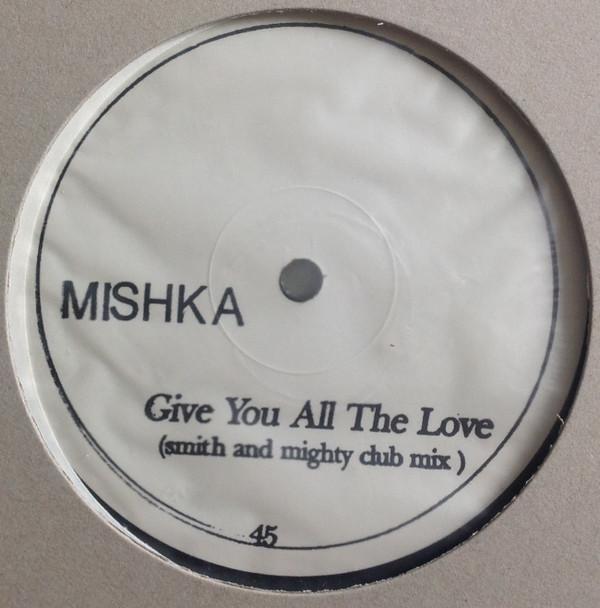 MISHKA
Give You All The Love
(smith and mighty club mix )
45